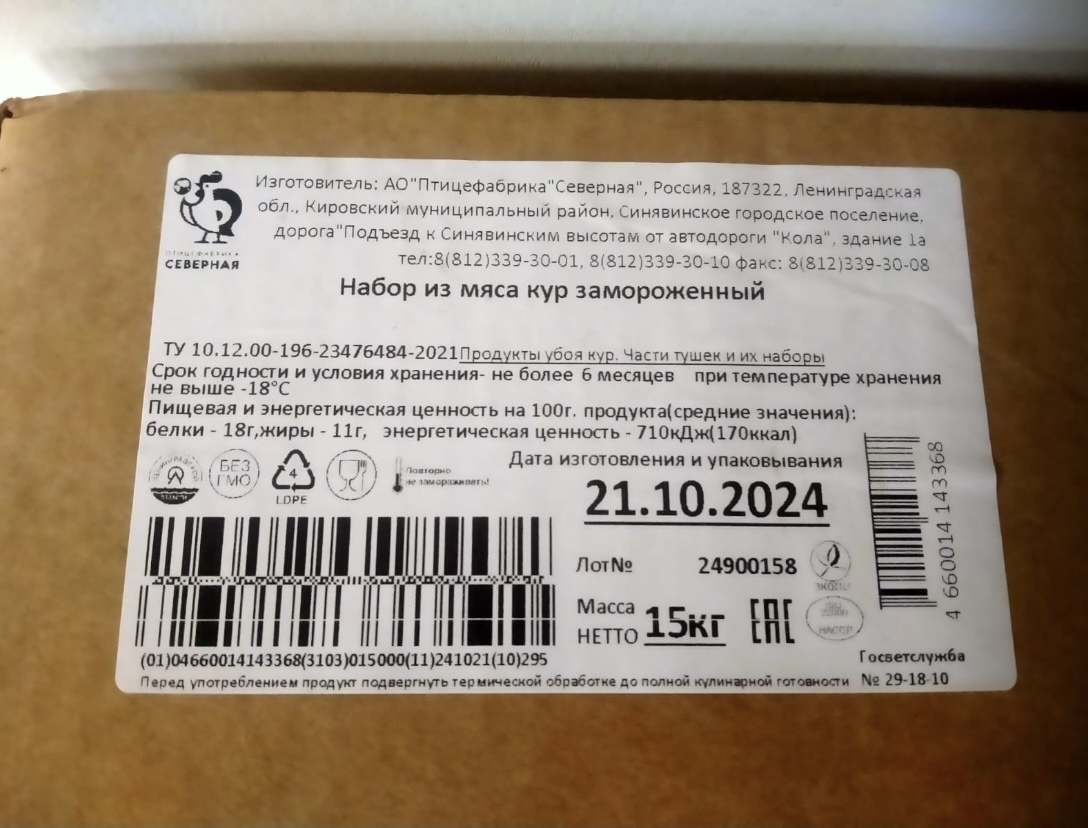 Изготовитель: АО"Птицефабрика"Северная", Россия, 187322, Ленинградская
обл., Кировский муниципальный район, Синявинское городское поселение,
дорога"Подъезд к Синявинским высотам от автодороги "Кола", здание 1а
тел:8(812)339-30-01, 8(812)339-30-10 факс: 8(812)339-30-08
ПТИЦЕФАБРИКА
СЕВЕРНАЯ
Набор из мяса кур замороженный
ТУ 10.12.00-196-23476484-2021 Продукты убоя кур. Части тушек и их наборы
Срок годности и условия хранения- не более 6 месяцев при температуре хранения
не выше -18°С
Пищевая и энергетическая ценность на 100г. продукта(средние значения):
белки - 18г,жиры - 11г, энергетическая ценность - 710кДж(170ккал)
БЕЗ
ГМО
4
LDPE
Повторно
не замораживать!
Дата изготовления и упаковывания
21.10.2024
Лот№ 24900158
Масса
НЕТТО 15кг
ЕАС
НАССР
4 660014 143368
(01)04660014143368(3103)015000(11)241021(10)295
Госветслужба
№ 29-18-10
Перед употреблением продукт подвергнуть термической обработке до полной кулинарной готовности